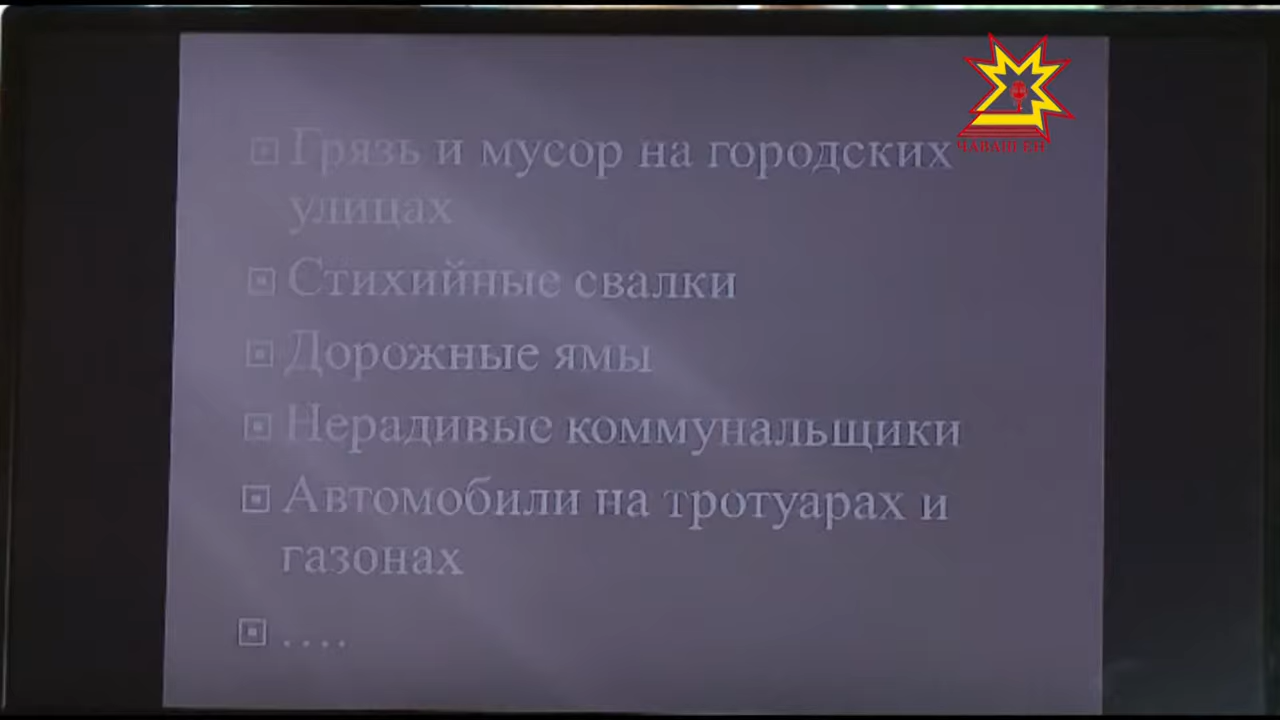 ЧАВАШ ЕН
Грязь и мусор на городских
улицах
Стихийные свалки
Дорожные ямы
Нерадивые коммунальщики
Автомобили на тротуарах и
газонах
....